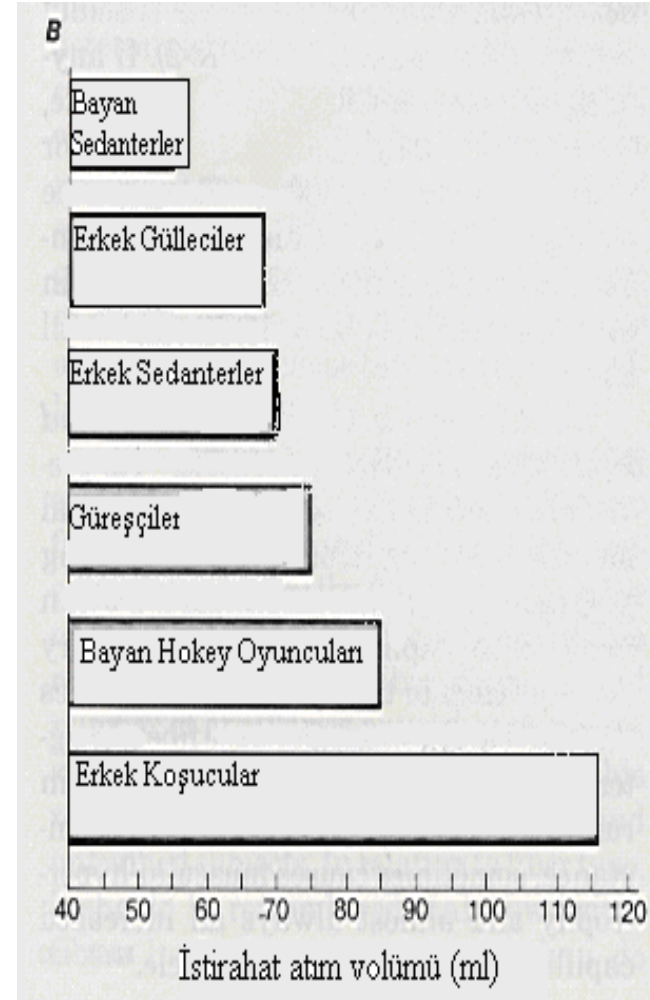 B
Bayan
Sedanterler
Erkek Gülleciler
Erkek Sedanterler
Güreşçiler
Bayan Hokey Oyuncuları
Erkek Koşucular
40 50 60 70 80 90 100 110 120
İstirahat atım volümü (ml)